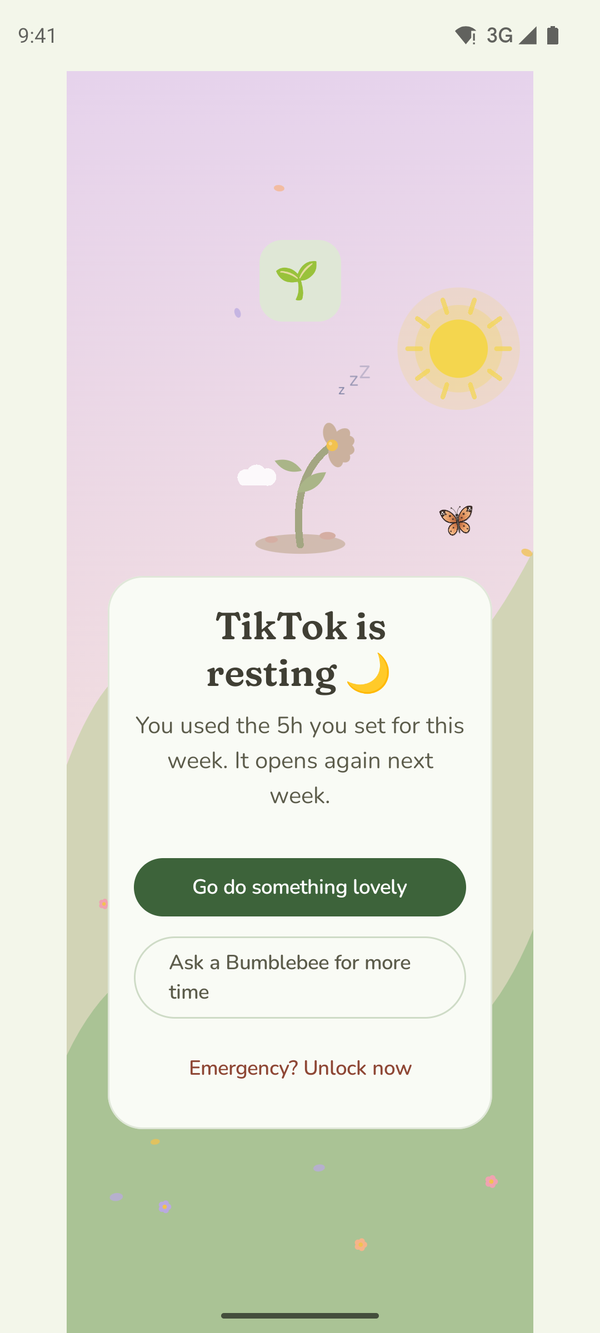 9:41
3G
z z Z
TikTok is
resting 🌙
You used the 5h you set for this
week. It opens again next
week.
Go do something lovely
Ask a Bumblebee for more
time
Emergency? Unlock now